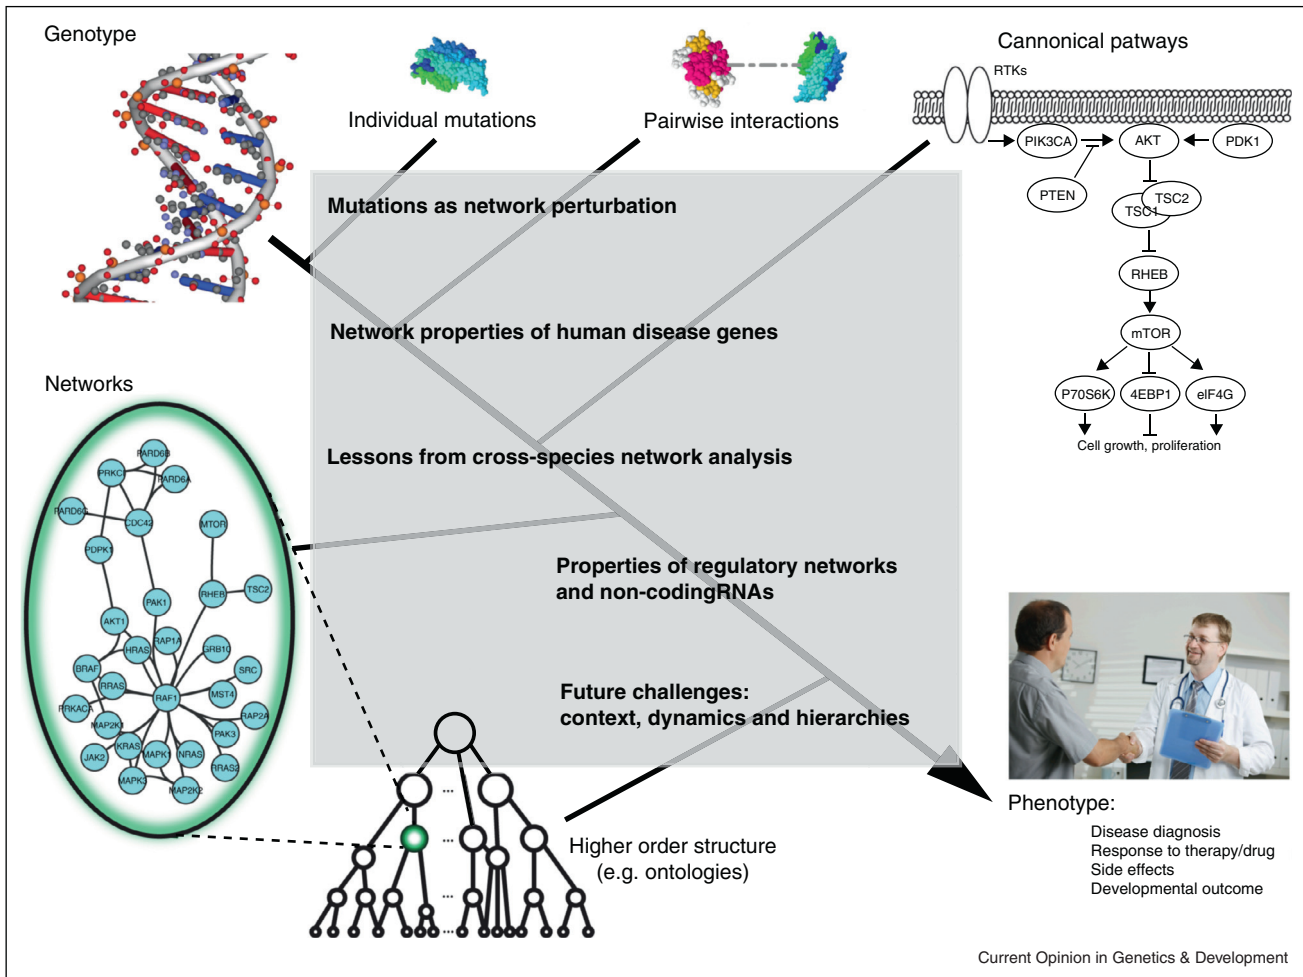 Genotype
Individual mutations
Pairwise interactions
Cannonical patways
RTKs
PIK3CA
AKT
PDK1
PTEN
TSC2
TSC1
RHEB
mTOR
P70S6K
4EBP1
eIF4G
Cell growth, proliferation
Mutations as network perturbation
Network properties of human disease genes
Lessons from cross-species network analysis
Properties of regulatory networks
and non-codingRNAs
Future challenges:
context, dynamics and hierarchies
Networks
PARD6B
PRKCI
PARD6A
PARD6G
CDC42
MTOR
PDPK1
PAK1
RHEB
TSC2
AKT1
RAP1A
HRAS
GRB10
BRAF
SRC
RRAS
MST4
RAF1
PRKACA
RAP2A
MAP2K1
PAK3
KRAS
JAK2
MAPK1
NRAS
RRAS2
MAPK3
MAP2K2
...
...
...
...
Higher order structure
(e.g. ontologies)
Phenotype:
Disease diagnosis
Response to therapy/drug
Side effects
Developmental outcome
Current Opinion in Genetics & Development